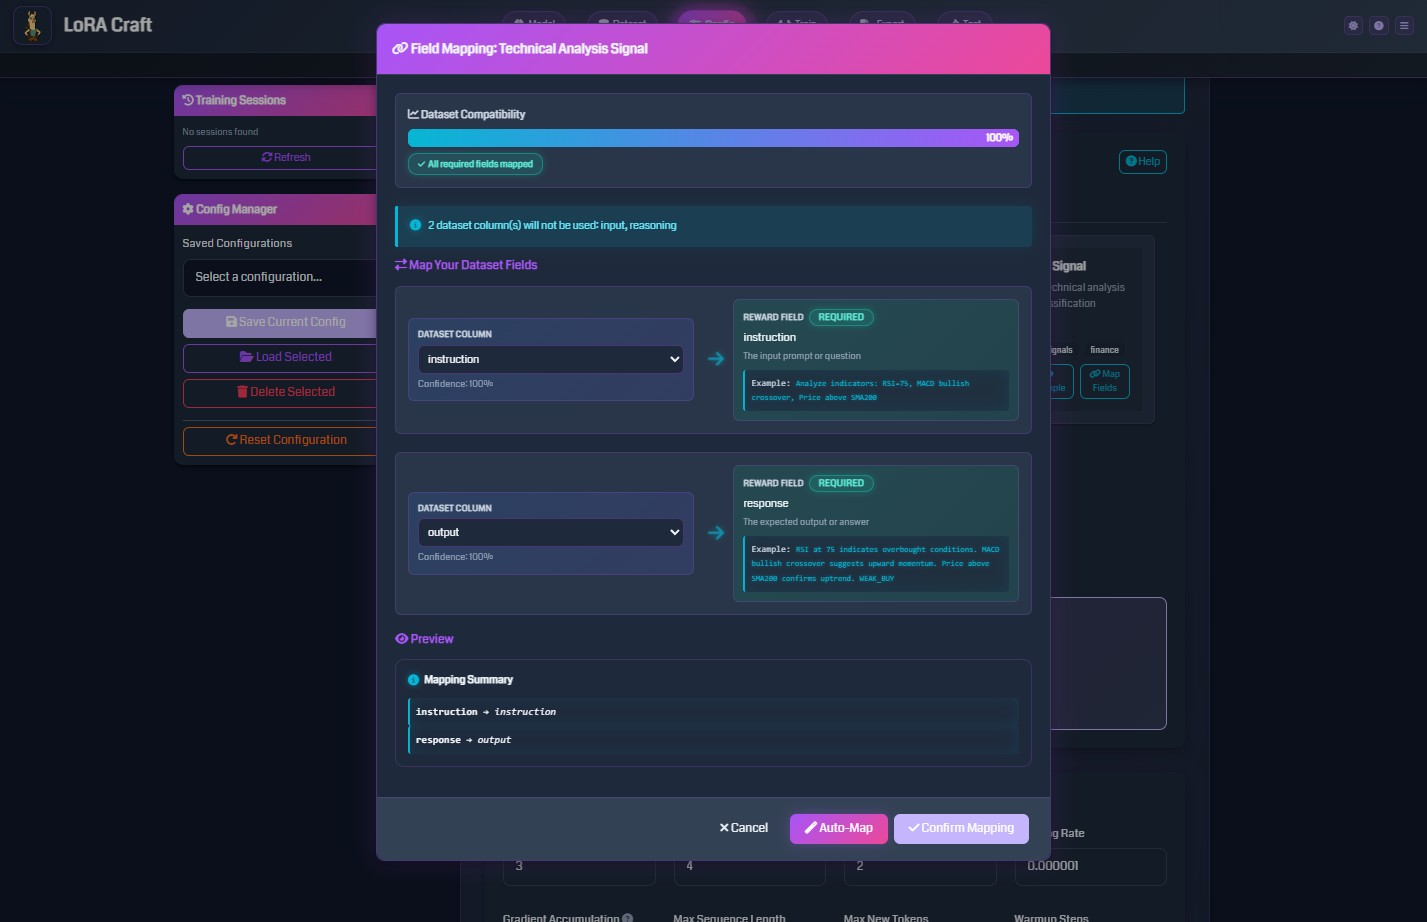 LoRA Craft
Training Sessions
No sessions found
Refresh
Config Manager
Saved Configurations
Select a configuration...
Save Current Config
Load Selected
Delete Selected
Reset Configuration
Field Mapping: Technical Analysis Signal
Dataset Compatibility
100%
All required fields mapped
2 dataset column(s) will not be used: input, reasoning
Map Your Dataset Fields
DATASET COLUMN
instruction
Confidence: 100%
REWARD FIELD REQUIRED
instruction
The input prompt or question
Example: Analyze indicators: RSI=75, MACD bullish
crossover, Price above SMA200
DATASET COLUMN
output
Confidence: 100%
REWARD FIELD REQUIRED
response
The expected output or answer
Example: RSI at 75 indicates overbought conditions. MACD
bullish crossover suggests upward momentum. Price above
SMA200 confirms uptrend. WEAK_BUY
Preview
Mapping Summary
instruction → instruction
response → output
Cancel
Auto-Map
Confirm Mapping
Help
Signal
finance
Map
Fields
Rate
3
4
2
0.000001
Gradient Accumulation
Max Sequence Length
Max New Tokens
Warmup Steps